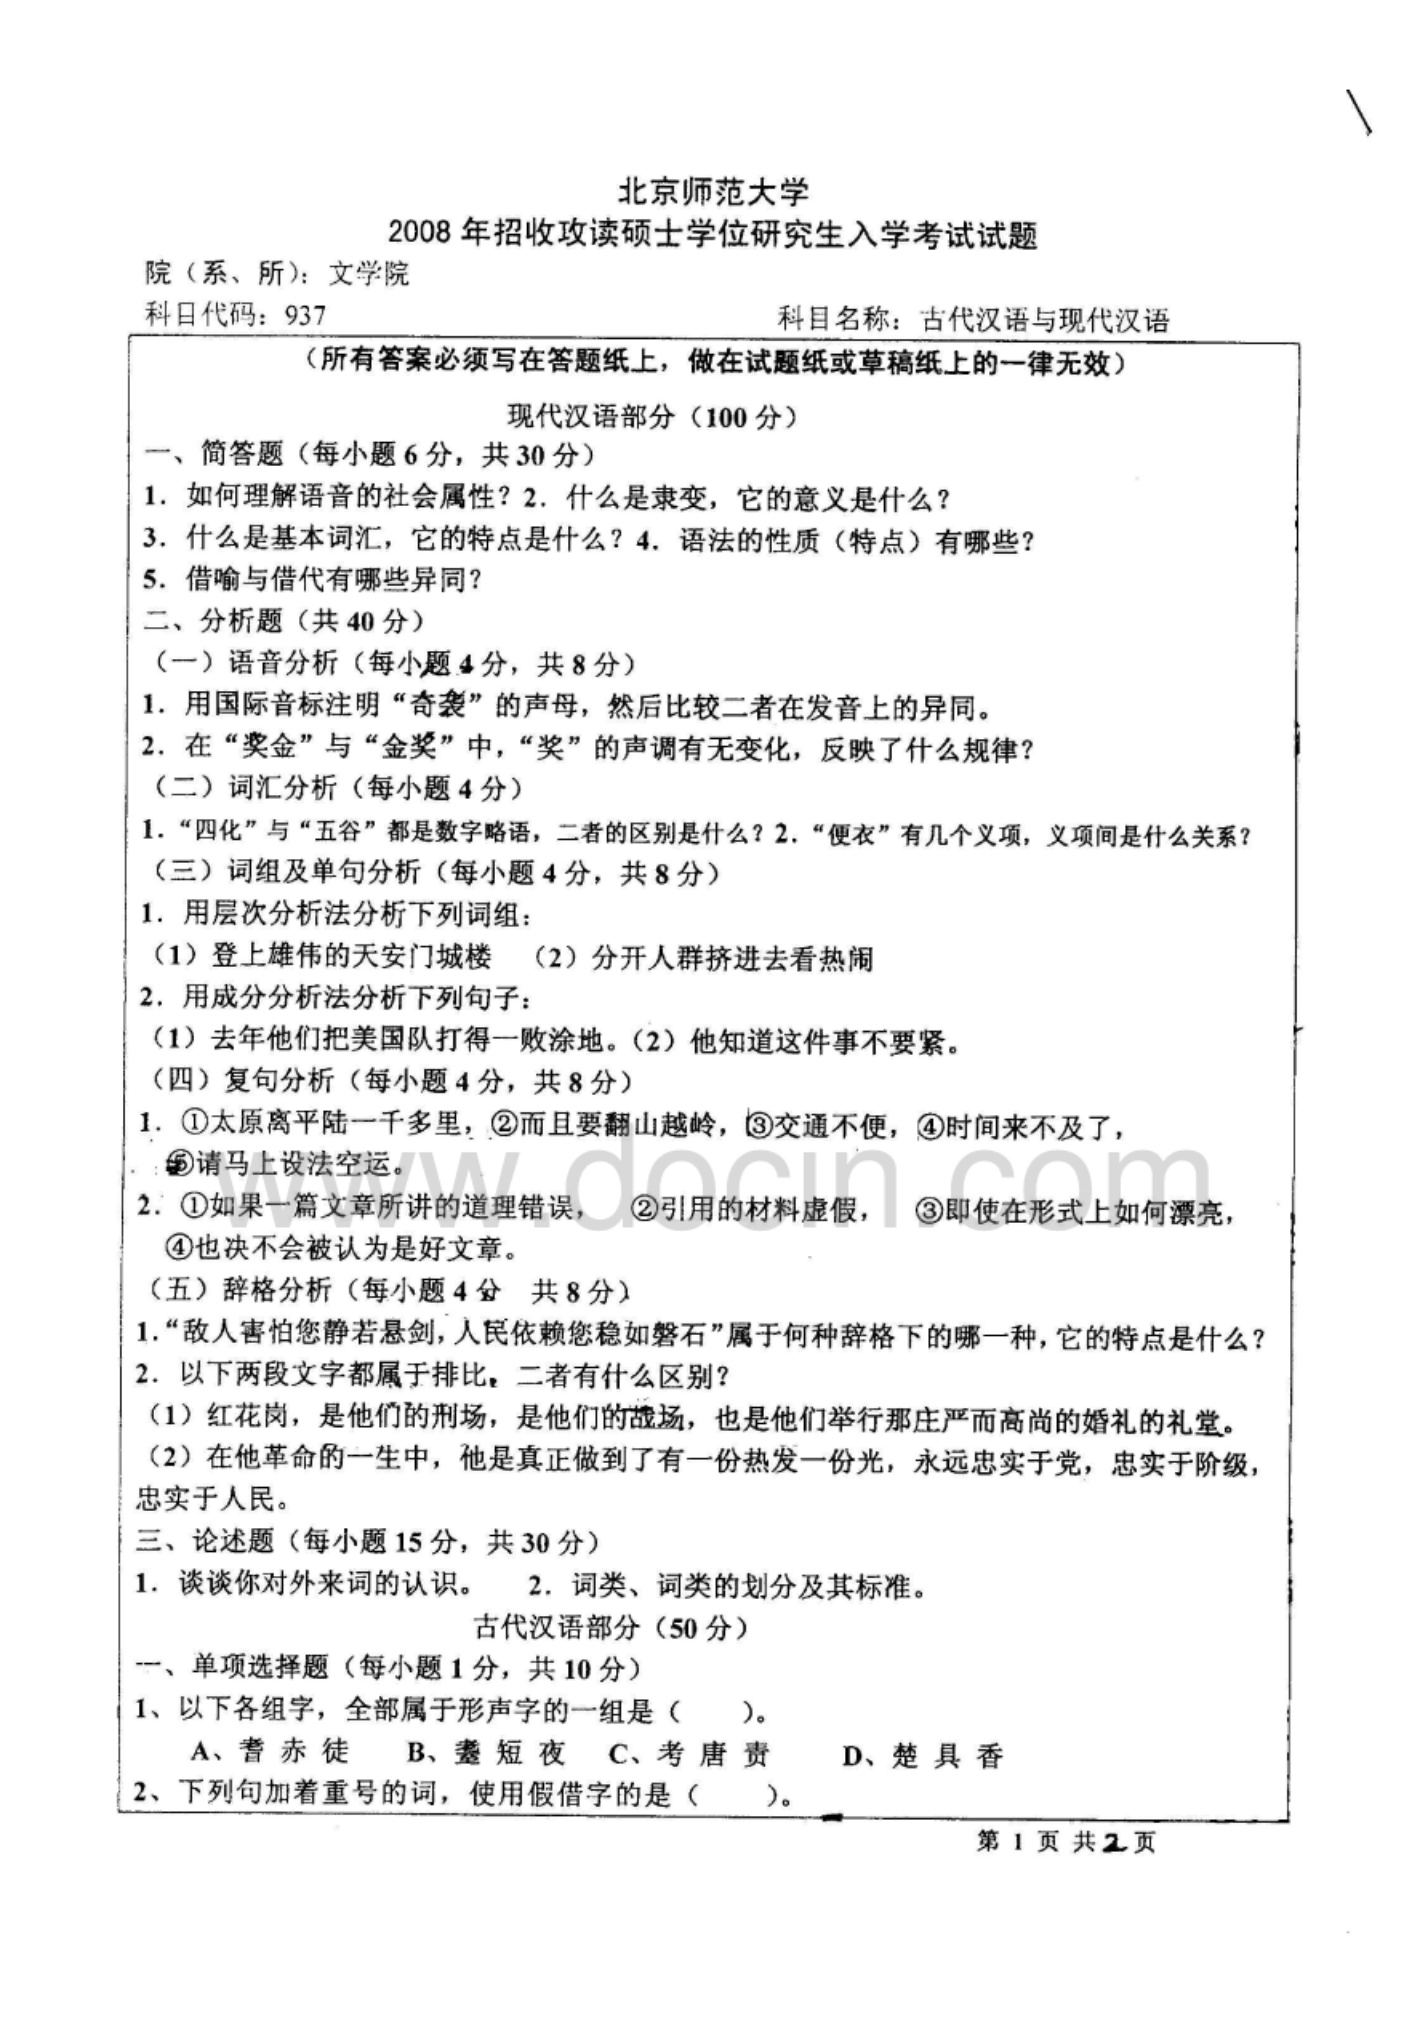 北京师范大学
2008 年招收攻读硕士学位研究生入学考试试题
院（系、所）：文学院
科目代码：937 科目名称：古代汉语与现代汉语
（所有答案必须写在答题纸上，做在试题纸或草稿纸上的一律无效）
现代汉语部分（100 分）
一、简答题（每小题 6 分，共 30 分）
1．如何理解语音的社会属性？2．什么是隶变，它的意义是什么？
3．什么是基本词汇，它的特点是什么？4．语法的性质（特点）有哪些？
5．借喻与借代有哪些异同？
二、分析题（共 40 分）
（一）语音分析（每小题 4 分，共 8 分）
1．用国际音标注明“奇袭”的声母，然后比较二者在发音上的异同。
2．在“奖金”与“金奖”中，“奖”的声调有无变化，反映了什么规律？
（二）词汇分析（每小题 4 分）
1．“四化”与“五谷”都是数字略语，二者的区别是什么？2．“便衣”有几个义项，义项间是什么关系？
（三）词组及单句分析（每小题 4 分，共 8 分）
1．用层次分析法分析下列词组：
（1）登上雄伟的天安门城楼 （2）分开人群挤进去看热闹
2．用成分分析法分析下列句子：
（1）去年他们把美国队打得一败涂地。（2）他知道这件事不要紧。
（四）复句分析（每小题 4 分，共 8 分）
1．①太原离平陆一千多里，②而且要翻山越岭，③交通不便，④时间来不及了，
⑤请马上设法空运。
2．①如果一篇文章所讲的道理错误， ②引用的材料虚假， ③即使在形式上如何漂亮，
④也决不会被认为是好文章。
（五）辞格分析（每小题 4 分 共 8 分）
1.“敌人害怕您静若悬剑，人民依赖您稳如磐石”属于何种辞格下的哪一种，它的特点是什么？
2．以下两段文字都属于排比，二者有什么区别？
（1）红花岗，是他们的刑场，是他们的战场，也是他们举行那庄严而高尚的婚礼的礼堂。
（2）在他革命的一生中，他是真正做到了有一份热发一份光，永远忠实于党，忠实于阶级，
忠实于人民。
三、论述题（每小题 15 分，共 30 分）
1．谈谈你对外来词的认识。 2．词类、词类的划分及其标准。
古代汉语部分（50 分）
一、单项选择题（每小题 1 分，共 10 分）
1、以下各组字，全部属于形声字的一组是（ ）。
A、耆 赤 徒 B、耋 短 夜 C、考 唐 责 D、楚 具 香
2、下列句加着重号的词，使用假借字的是（ ）。
第 1 页 共 2 页
www.docin.com